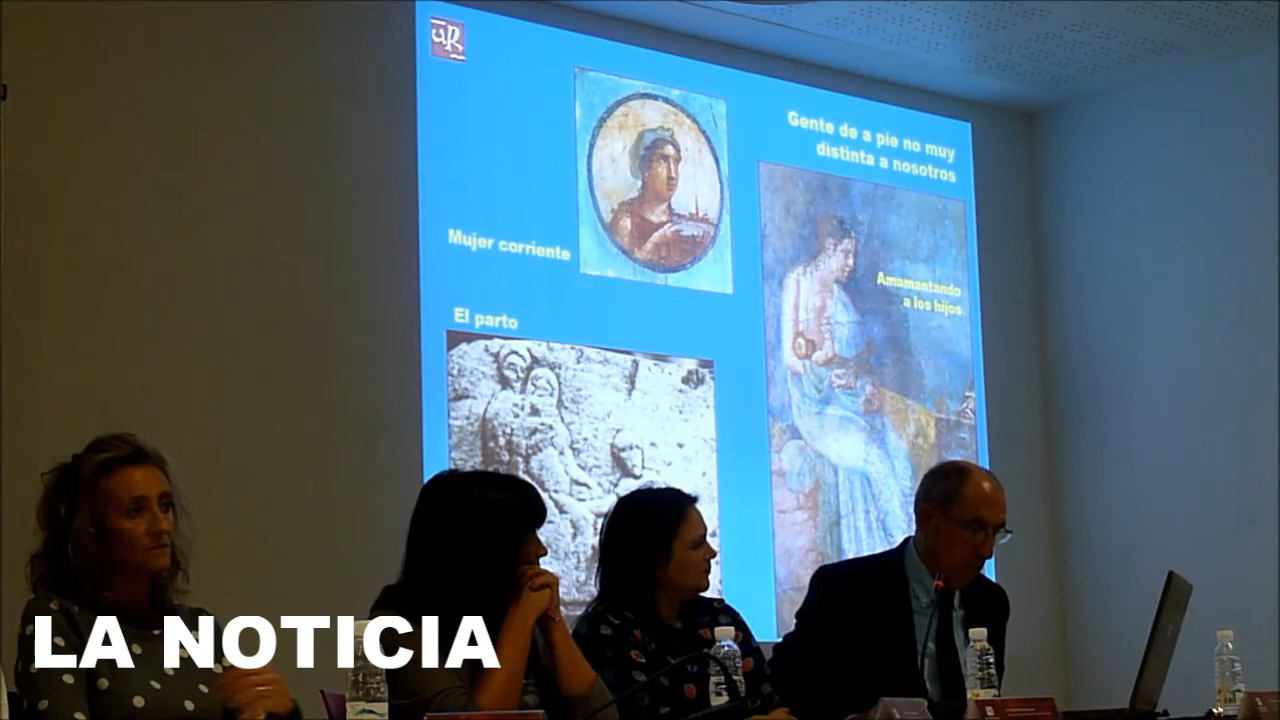 uR
Gente de a pie no muy
distinta a nosotros
Mujer corriente
Amamantando
a los hijos
El parto
LA NOTICIA